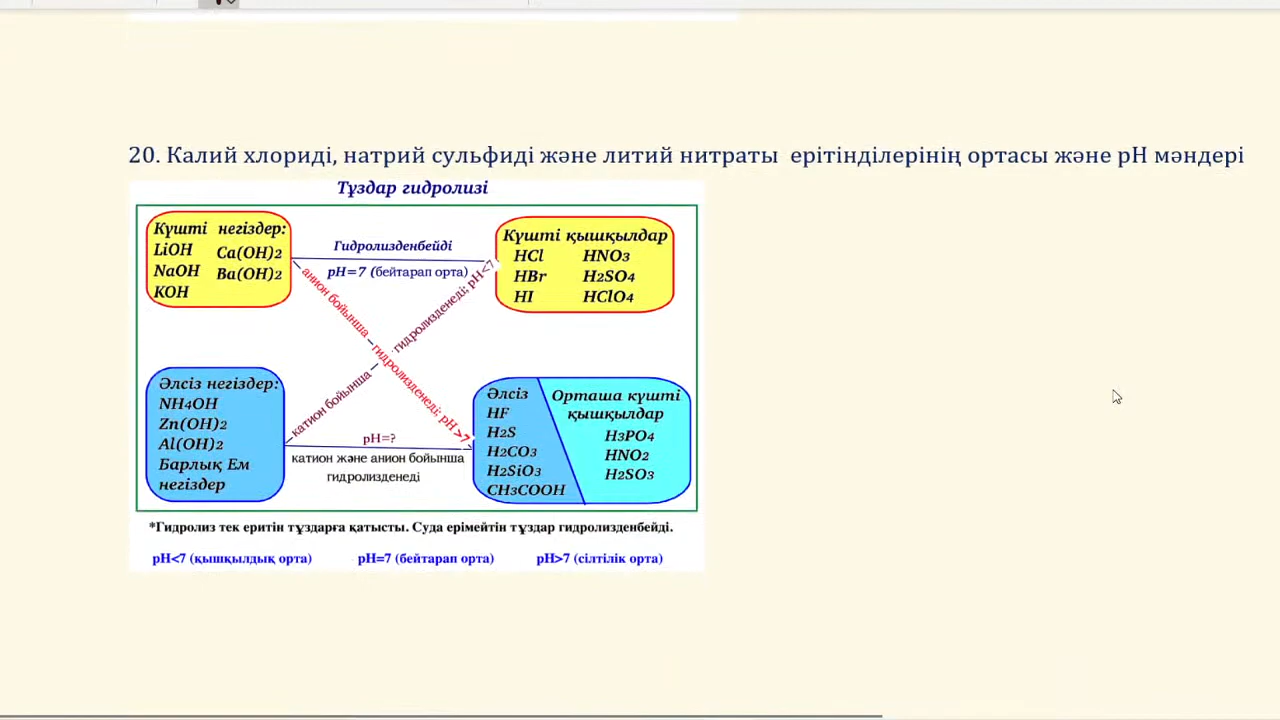 20. Калий хлориді, натрий сульфиді және литий нитраты ерітінділерінің ортасы және pH мәндері
Тұздар гидролизі
Күшті негіздер:
LiOH Ca(OH)2
NaOH Ba(OH)2
KOH
Гидролизденбейді
pH=7 (бейтарап орта)
Күшті қышқылдар
HCl HNO3
HBr H2SO4
HI HClO4
анион бойынша гидролизденеді; pH>7
катион бойынша гидролизденеді; pH<7
Әлсіз негіздер:
NH4OH
Zn(OH)2
Al(OH)2
Барлық Ем
негіздер
pH=?
катион және анион бойынша
гидролизденеді
Әлсіз
HF
H2S
H2CO3
H2SiO3
CH3COOH
Орташа күшті
қышқылдар
H3PO4
HNO2
H2SO3
*Гидролиз тек еритін тұздарға қатысты. Суда ерімейтін тұздар гидролизденбейді.
pH<7 (қышқылдық орта) pH=7 (бейтарап орта) pH>7 (сілтілік орта)